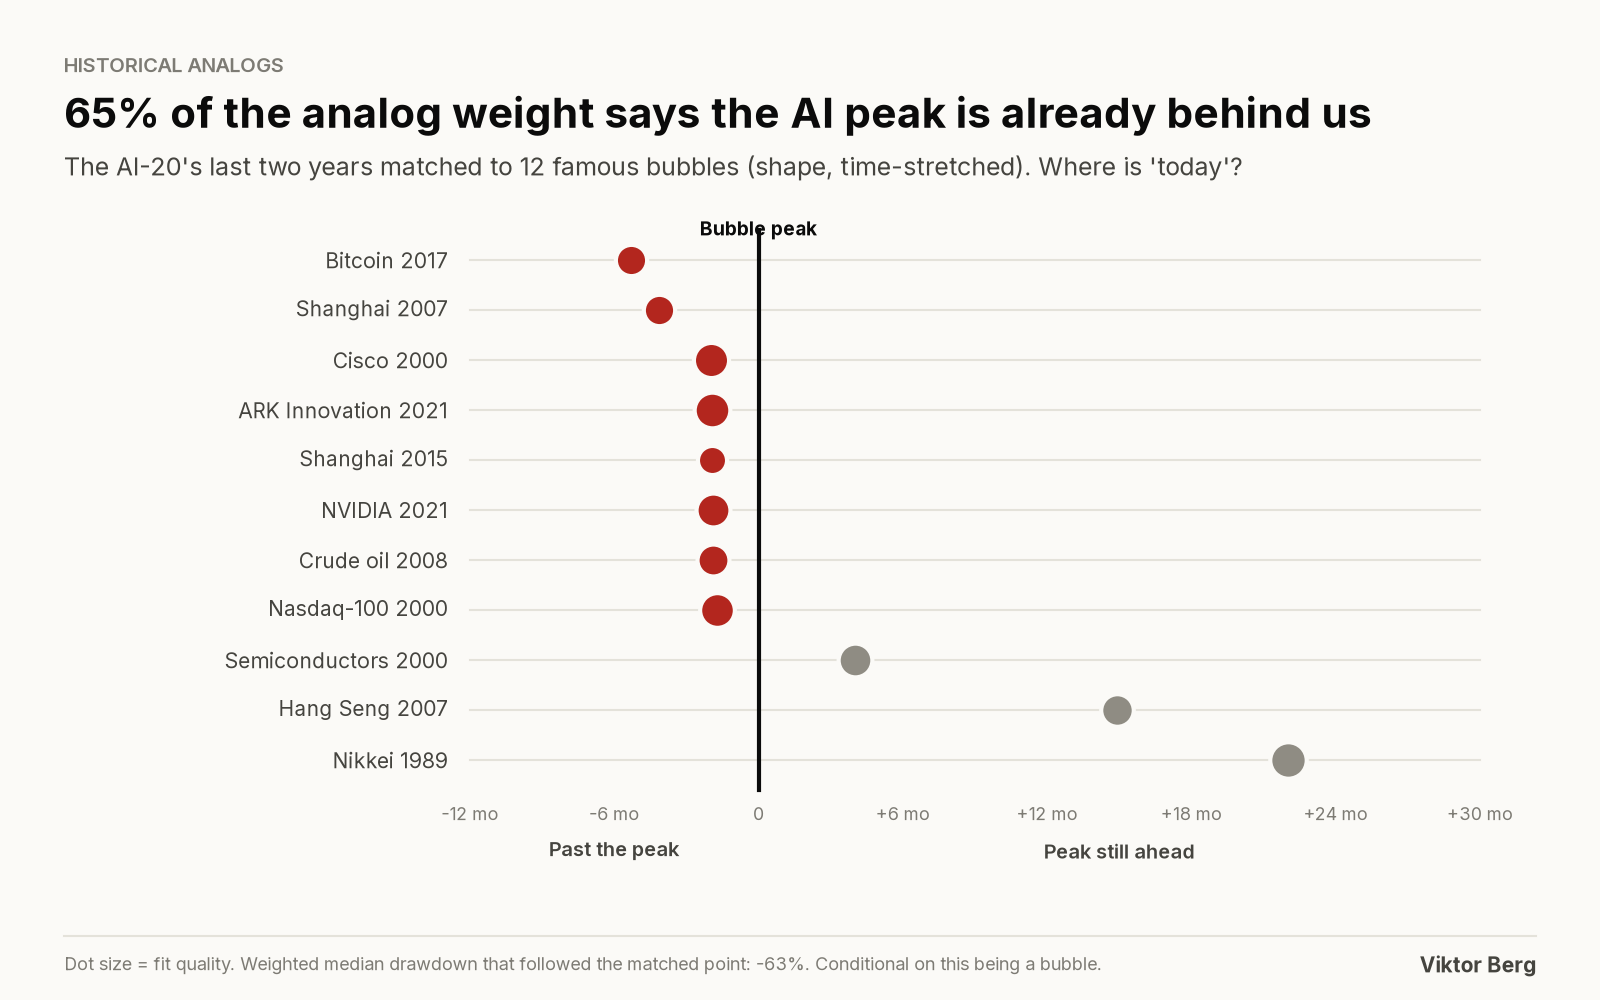 HISTORICAL ANALOGS
65% of the analog weight says the AI peak is already behind us
The AI-20's last two years matched to 12 famous bubbles (shape, time-stretched). Where is 'today'?
Bubble peak
Bitcoin 2017
Shanghai 2007
Cisco 2000
ARK Innovation 2021
Shanghai 2015
NVIDIA 2021
Crude oil 2008
Nasdaq-100 2000
Semiconductors 2000
Hang Seng 2007
Nikkei 1989
-12 mo -6 mo 0 +6 mo +12 mo +18 mo +24 mo +30 mo
Past the peak Peak still ahead
Dot size = fit quality. Weighted median drawdown that followed the matched point: -63%. Conditional on this being a bubble. Viktor Berg